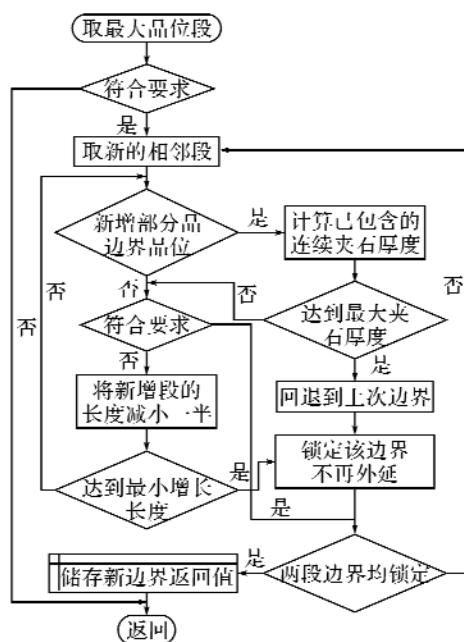 取最大品位段
符合要求
是
取新的相邻段
新增部分品
边界品位
是
计算已包含的
连续夹石厚度
否
否
否
否
符合要求
达到最大夹
石厚度
否
是
将新增段的
长度减小一半
回退到上次边界
达到最小增长
长度
是
锁定该边界
不再外延
是
储存新边界返回值
是
两段边界均锁定
返回